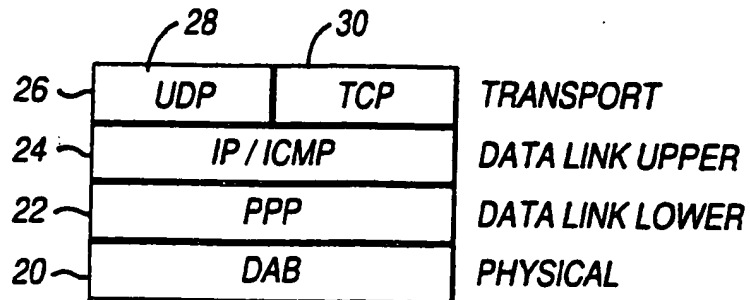 28 30
26 UDP TCP TRANSPORT
24 IP / ICMP DATA LINK UPPER
22 PPP DATA LINK LOWER
20 DAB PHYSICAL